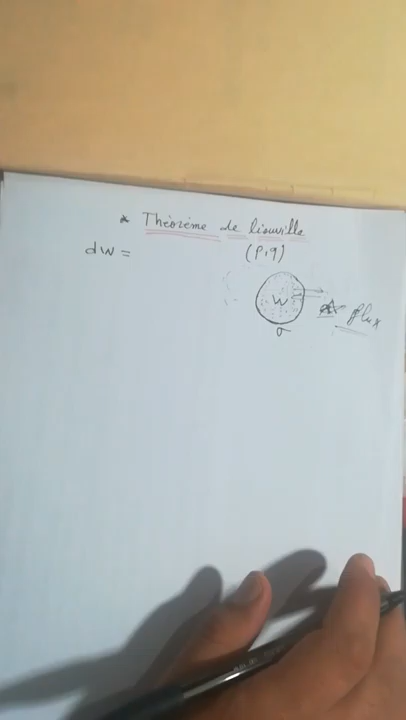 * Théorème de liouville
dW = (P,q)
W
flux
σ